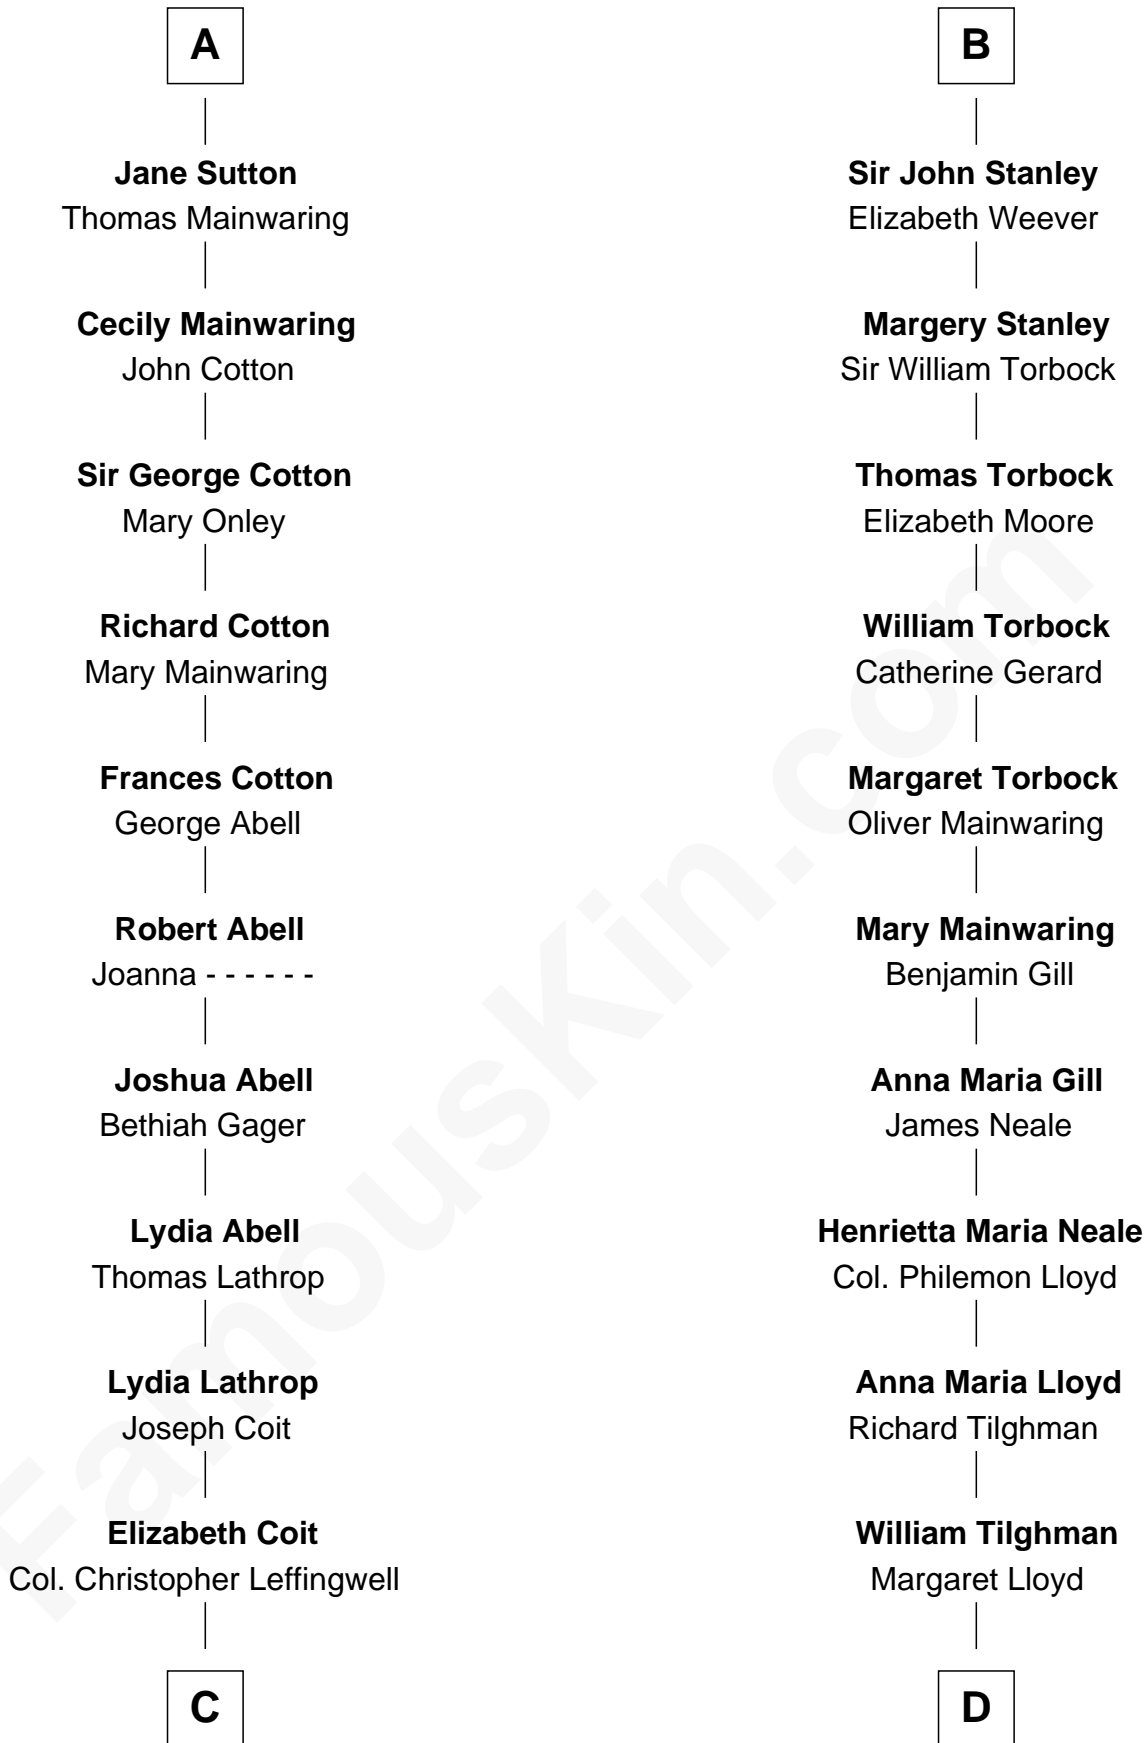 A
Jane Sutton
Thomas Mainwaring
Cecily Mainwaring
John Cotton
Sir George Cotton
Mary Onley
Richard Cotton
Mary Mainwaring
Frances Cotton
George Abell
Robert Abell
Joanna - - - - - -
Joshua Abell
Bethiah Gager
Lydia Abell
Thomas Lathrop
Lydia Lathrop
Joseph Coit
Elizabeth Coit
Col. Christopher Leffingwell
C
B
Sir John Stanley
Elizabeth Weever
Margery Stanley
Sir William Torbock
Thomas Torbock
Elizabeth Moore
William Torbock
Catherine Gerard
Margaret Torbock
Oliver Mainwaring
Mary Mainwaring
Benjamin Gill
Anna Maria Gill
James Neale
Henrietta Maria Neale
Col. Philemon Lloyd
Anna Maria Lloyd
Richard Tilghman
William Tilghman
Margaret Lloyd
D
FamousKin.com